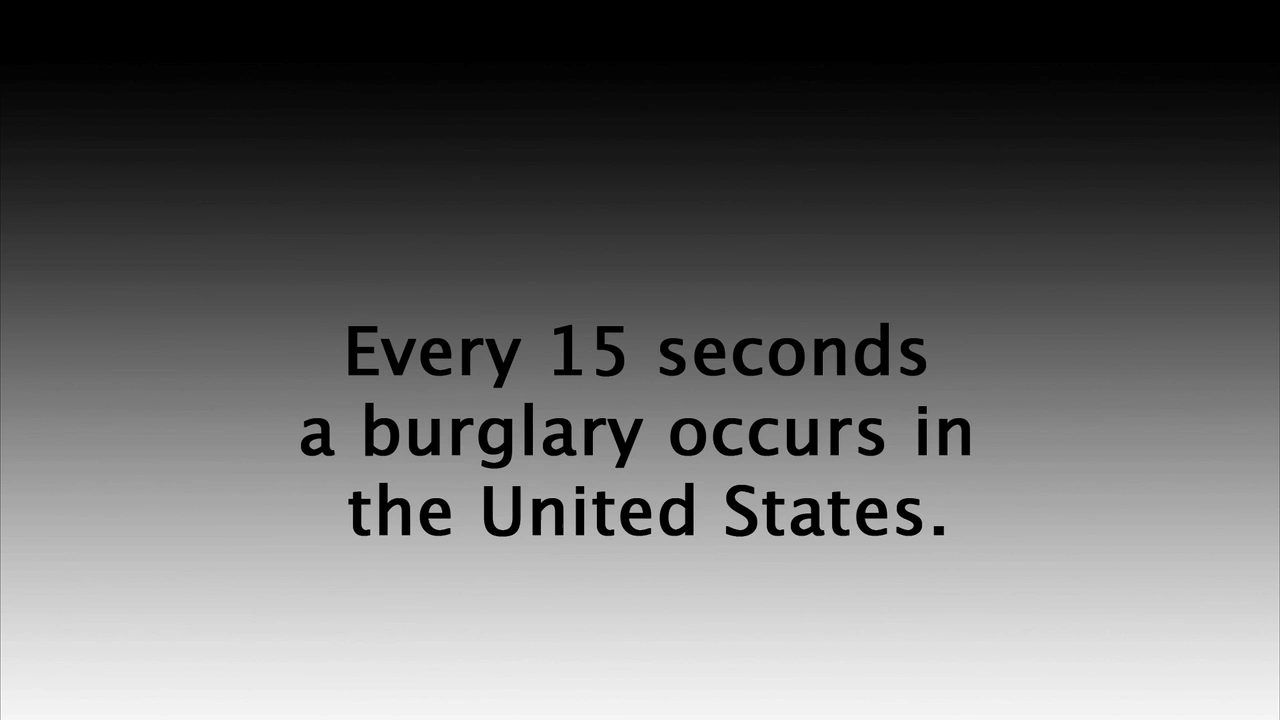 Every 15 seconds
a burglary occurs in
the United States.